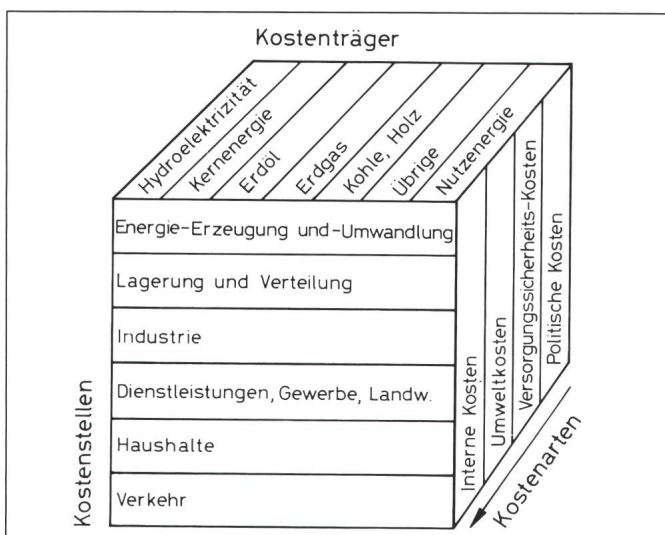 Kostenträger
Hydroelektrizität
Kernenergie
Erdöl
Erdgas
Kohle, Holz
Übrige
Nutzenergie
Kostenstellen
Energie-Erzeugung und-Umwandlung
Lagerung und Verteilung
Industrie
Dienstleistungen, Gewerbe, Landw.
Haushalte
Verkehr
Interne Kosten
Umweltkosten
Versorgungssicherheits-Kosten
Politische Kosten
Kostenarten